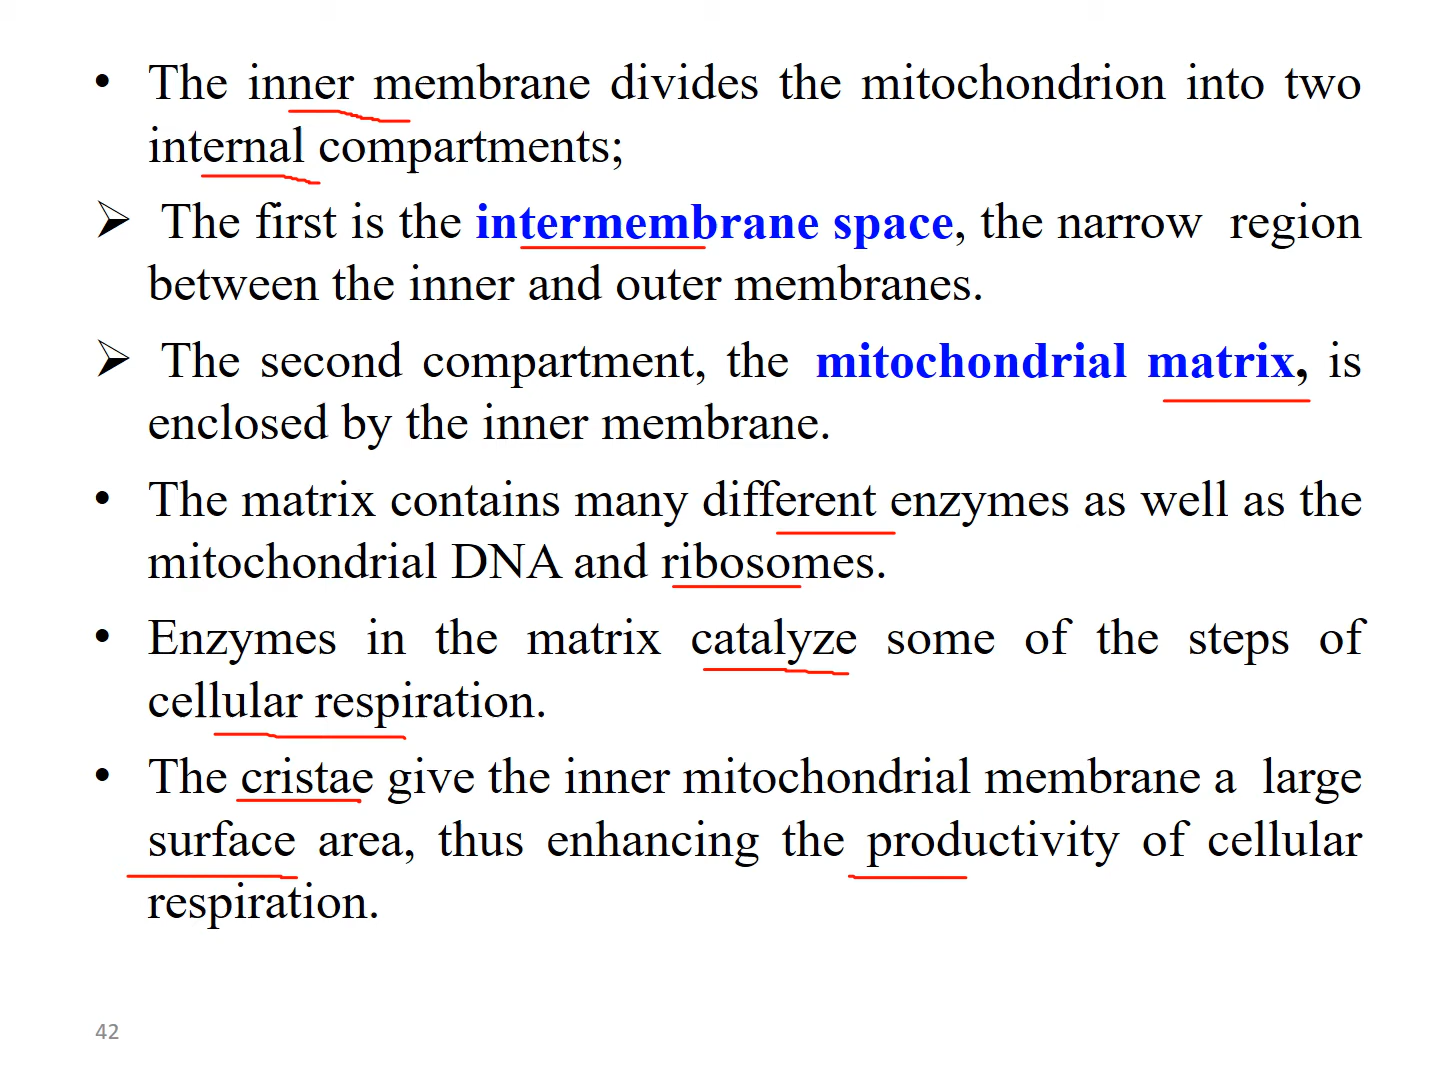 • The inner membrane divides the mitochondrion into two
internal compartments;
➢ The first is the intermembrane space, the narrow region
between the inner and outer membranes.
➢ The second compartment, the mitochondrial matrix, is
enclosed by the inner membrane.
• The matrix contains many different enzymes as well as the
mitochondrial DNA and ribosomes.
• Enzymes in the matrix catalyze some of the steps of
cellular respiration.
• The cristae give the inner mitochondrial membrane a large
surface area, thus enhancing the productivity of cellular
respiration.
42